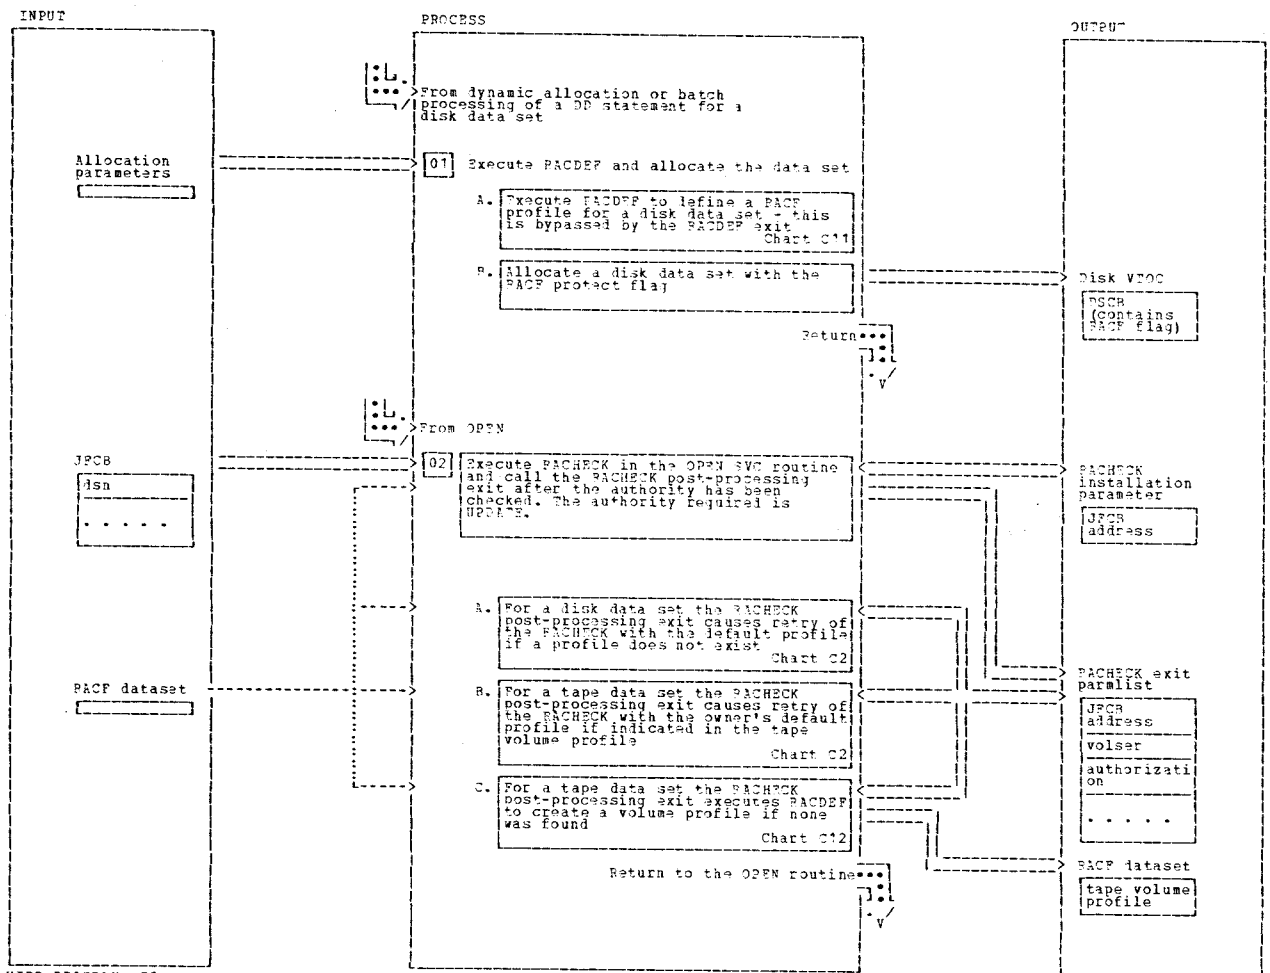 INPUT
PROCESS
OUTPUT
From dynamic allocation or batch
processing of a DD statement for a
disk data set
Allocation
parameters
01 Execute RACDEF and allocate the data set
A. Execute RACDEF to define a RACF
profile for a disk data set - this
is bypassed by the RACDEF exit
Chart C11
B. Allocate a disk data set with the
RACF protect flag
Disk VTOC
DSCB
(contains
RACF flag)
Return
From OPEN
JFCB
dsn
. . . . .
02 Execute RACHECK in the OPEN SVC routine
and call the RACHECK post-processing
exit after the authority has been
checked. The authority required is
UPDATE.
RACHECK
installation
parameter
JFCB
address
A. For a disk data set the RACHECK
post-processing exit causes retry of
the RACHECK with the default profile
if a profile does not exist
Chart C2
RACF dataset
B. For a tape data set the RACHECK
post-processing exit causes retry of
the RACHECK with the owner's default
profile if indicated in the tape
volume profile
Chart C2
RACHECK exit
parmlist
JFCB
address
volser
authorizati
on
. . . . .
C. For a tape data set the RACHECK
post-processing exit executes RACDEF
to create a volume profile if none
was found
Chart C12
Return to the OPEN routine
RACF dataset
tape volume
profile